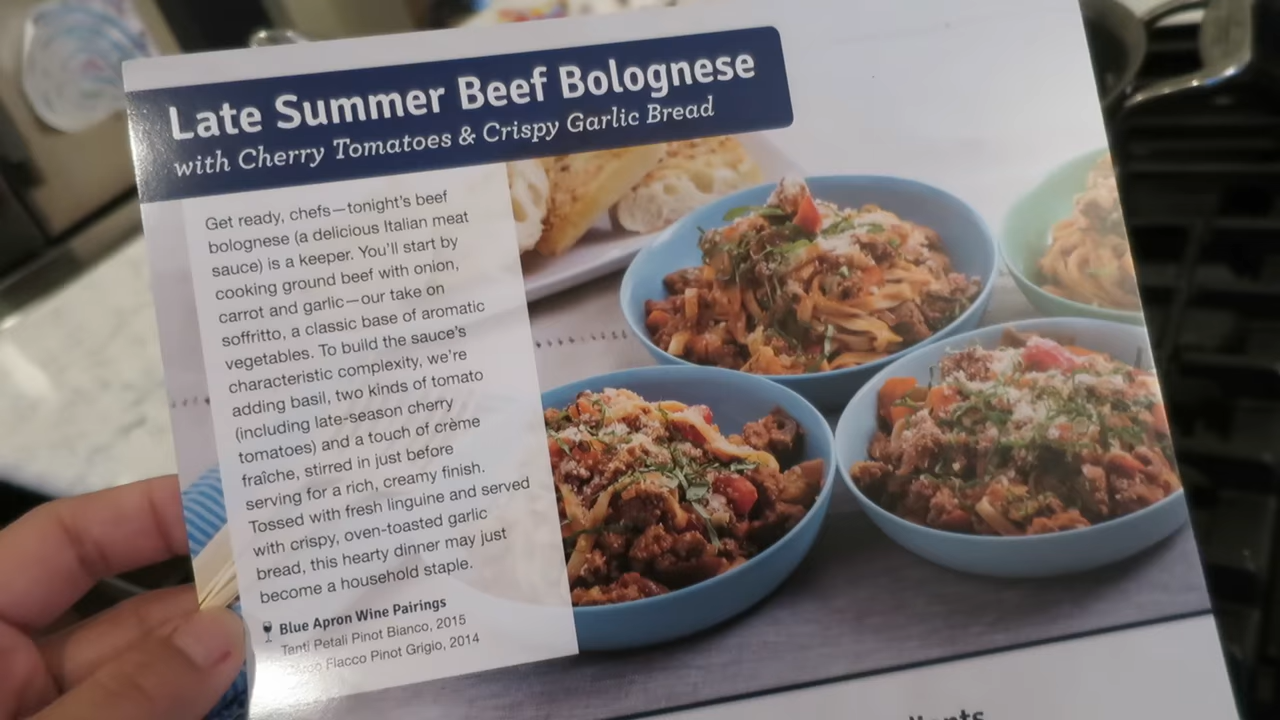 Late Summer Beef Bolognese
with Cherry Tomatoes & Crispy Garlic Bread
Get ready, chefs—tonight's beef
bolognese (a delicious Italian meat
sauce) is a keeper. You'll start by
cooking ground beef with onion,
carrot and garlic—our take on
soffritto, a classic base of aromatic
vegetables. To build the sauce's
characteristic complexity, we're
adding basil, two kinds of tomato
(including late-season cherry
tomatoes) and a touch of crème
fraîche, stirred in just before
serving for a rich, creamy finish.
Tossed with fresh linguine and served
with crispy, oven-toasted garlic
bread, this hearty dinner may just
become a household staple.
Blue Apron Wine Pairings
Tanti Petali Pinot Bianco, 2015
Flacco Pinot Grigio, 2014